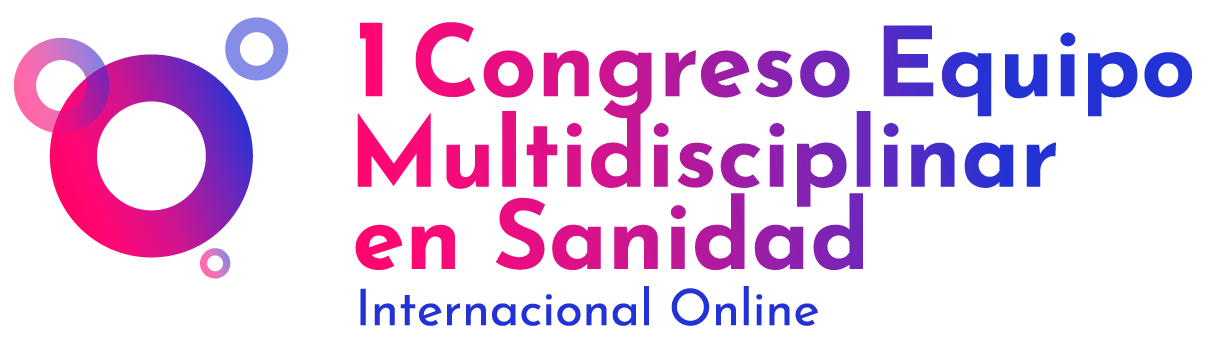 1 Congreso Equipo
Multidisciplinar
en Sanidad
Internacional Online